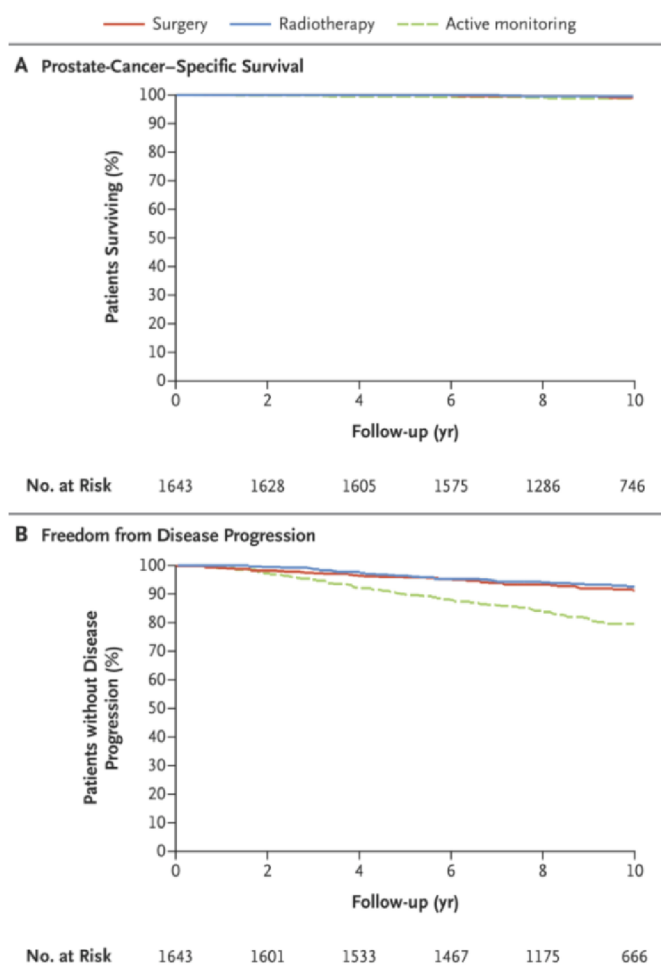 Surgery Radiotherapy Active monitoring
A Prostate-Cancer–Specific Survival
Patients Surviving (%)
100
90
80
70
60
50
40
30
20
10
0
0 2 4 6 8 10
Follow-up (yr)
No. at Risk 1643 1628 1605 1575 1286 746
B Freedom from Disease Progression
Patients without Disease
Progression (%)
100
90
80
70
60
50
40
30
20
10
0
0 2 4 6 8 10
Follow-up (yr)
No. at Risk 1643 1601 1533 1467 1175 666